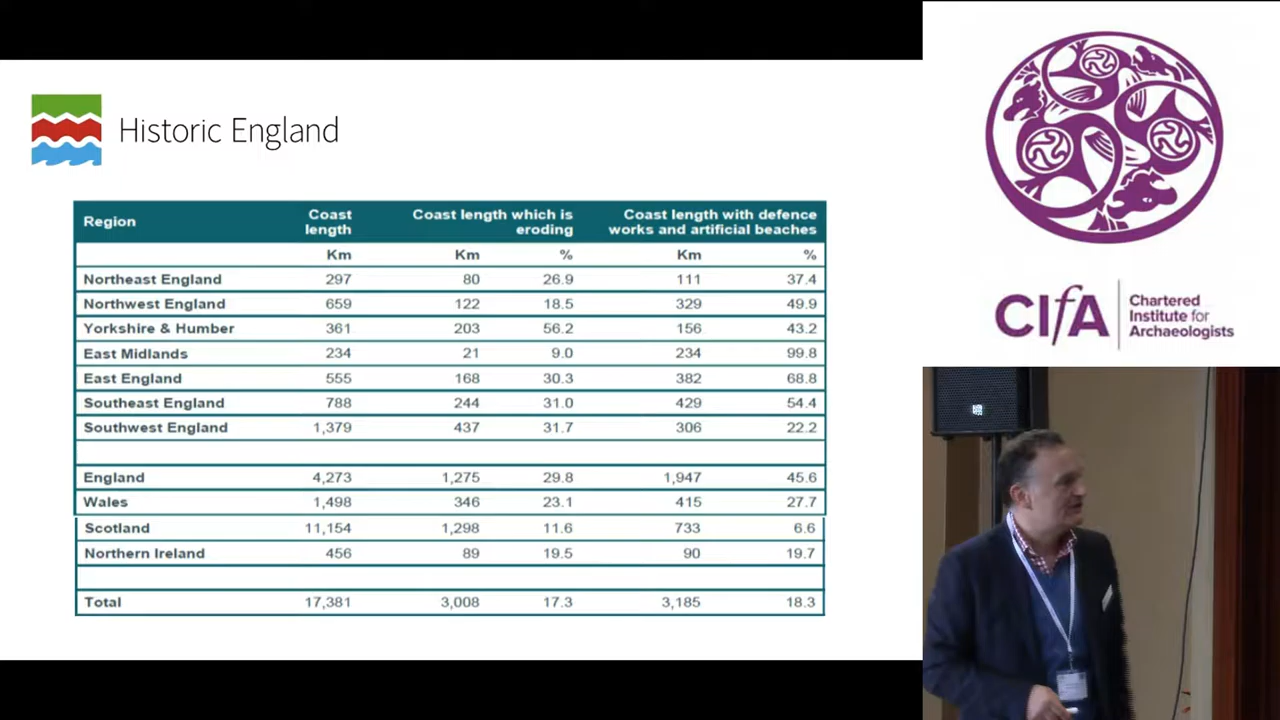 Historic England
Region Coast length Coast length which is eroding Coast length with defence works and artificial beaches
Km Km % Km %
Northeast England 297 80 26.9 111 37.4
Northwest England 659 122 18.5 329 49.9
Yorkshire & Humber 361 203 56.2 156 43.2
East Midlands 234 21 9.0 234 99.8
East England 555 168 30.3 382 68.8
Southeast England 788 244 31.0 429 54.4
Southwest England 1,379 437 31.7 306 22.2
England 4,273 1,275 29.8 1,947 45.6
Wales 1,498 346 23.1 415 27.7
Scotland 11,154 1,298 11.6 733 6.6
Northern Ireland 456 89 19.5 90 19.7
Total 17,381 3,008 17.3 3,185 18.3
CIfA
Chartered
Institute for
Archaeologists